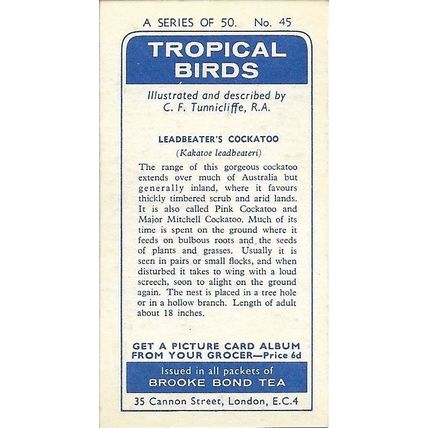 A SERIES OF 50. No. 45
TROPICAL
BIRDS
Illustrated and described by
C. F. Tunnicliffe, R.A.
LEADBEATER'S COCKATOO
(Kakatoe leadbeateri)
The range of this gorgeous cockatoo
extends over much of Australia but
generally inland, where it favours
thickly timbered scrub and arid lands.
It is also called Pink Cockatoo and
Major Mitchell Cockatoo. Much of its
time is spent on the ground where it
feeds on bulbous roots and the seeds
of plants and grasses. Usually it is
seen in pairs or small flocks, and when
disturbed it takes to wing with a loud
screech, soon to alight on the ground
again. The nest is placed in a tree hole
or in a hollow branch. Length of adult
about 18 inches.
GET A PICTURE CARD ALBUM
FROM YOUR GROCER—Price 6d
Issued in all packets of
BROOKE BOND TEA
35 Cannon Street, London, E.C.4